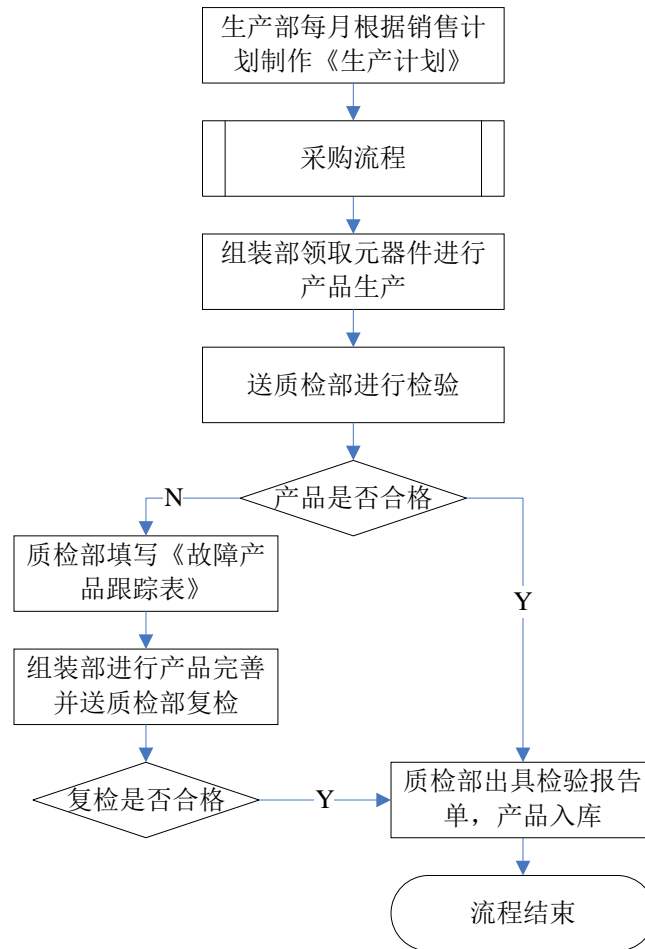 生产部每月根据销售计
划制作《生产计划》
采购流程
组装部领取元器件进行
产品生产
送质检部进行检验
产品是否合格
N
质检部填写《故障产
品跟踪表》
Y
组装部进行产品完善
并送质检部复检
复检是否合格
Y
质检部出具检验报告
单，产品入库
流程结束